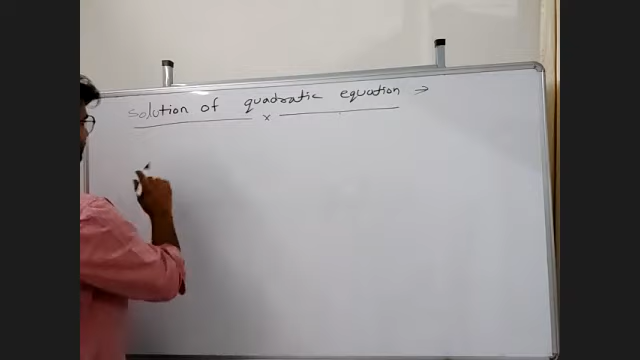 solution of quadratic equation →
x